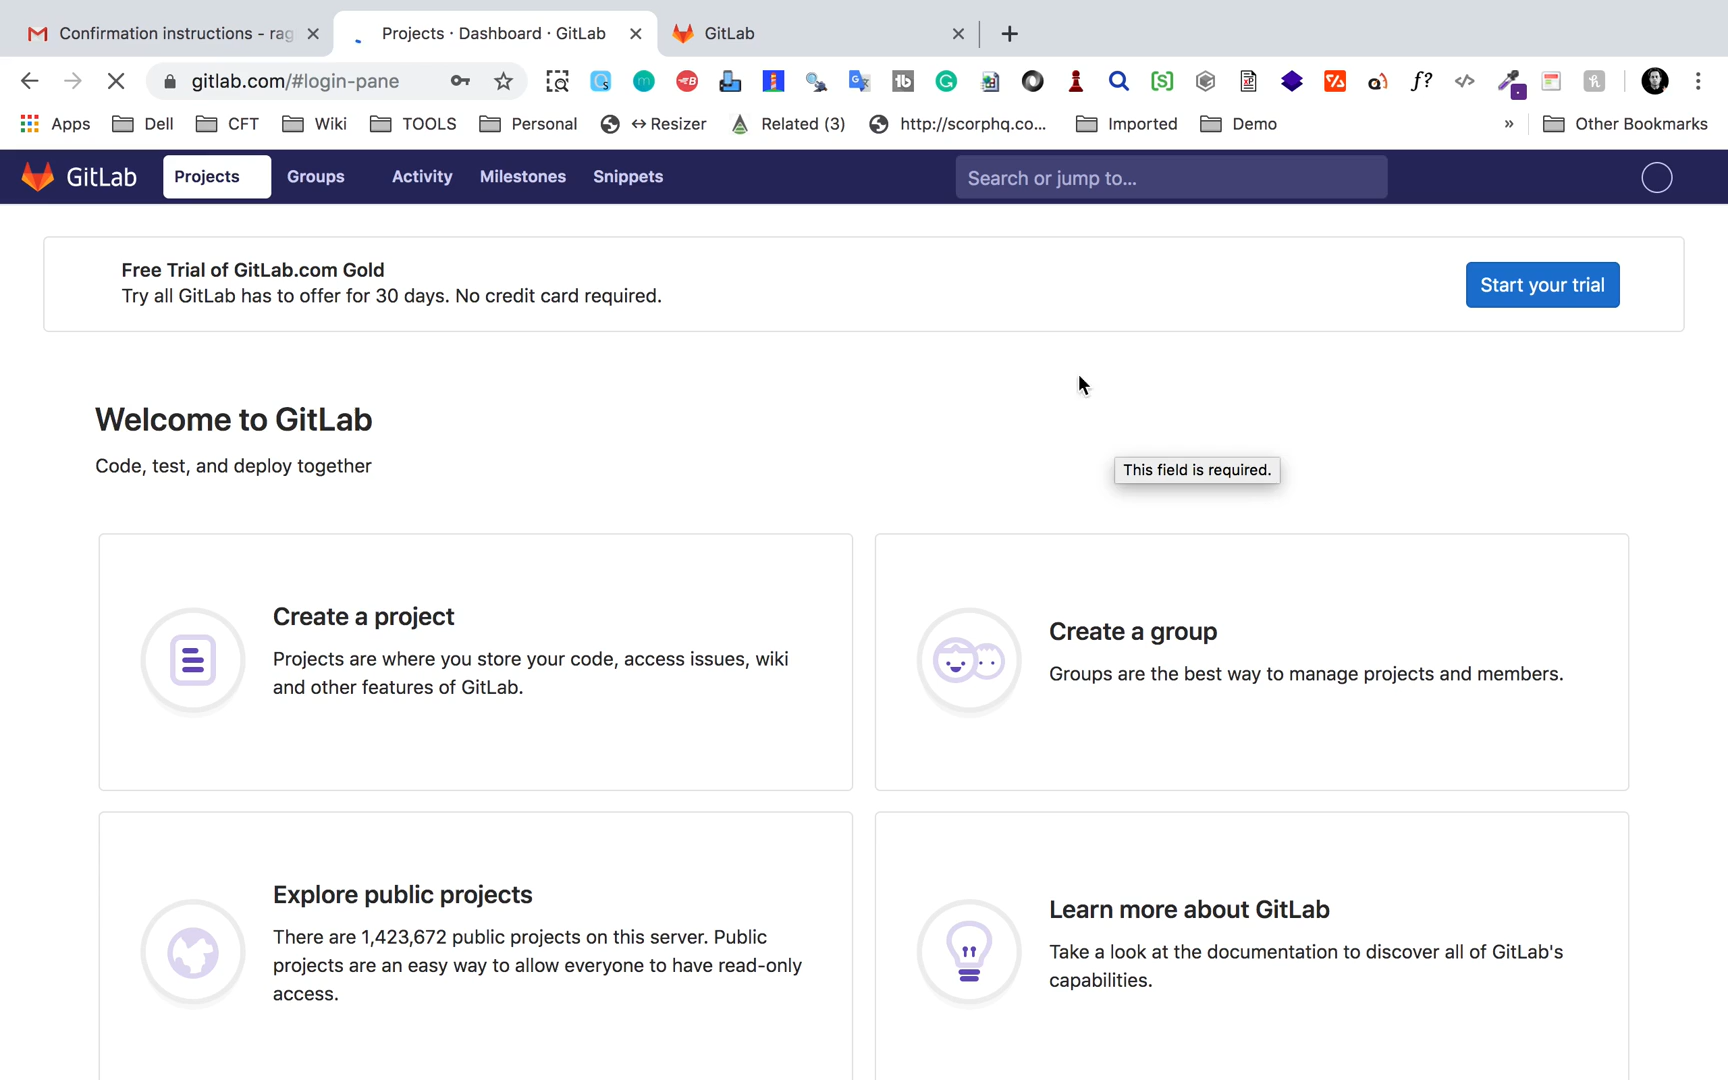 Confirmation instructions - rag
Projects · Dashboard · GitLab
GitLab
gitlab.com/#login-pane
Apps
Dell
CFT
Wiki
TOOLS
Personal
↔ Resizer
Related (3)
http://scorphq.co...
Imported
Demo
»
Other Bookmarks
GitLab
Projects
Groups
Activity
Milestones
Snippets
Search or jump to...
Free Trial of GitLab.com Gold
Try all GitLab has to offer for 30 days. No credit card required.
Start your trial
Welcome to GitLab
Code, test, and deploy together
This field is required.
Create a project
Projects are where you store your code, access issues, wiki
and other features of GitLab.
Create a group
Groups are the best way to manage projects and members.
Explore public projects
There are 1,423,672 public projects on this server. Public
projects are an easy way to allow everyone to have read-only
access.
Learn more about GitLab
Take a look at the documentation to discover all of GitLab's
capabilities.